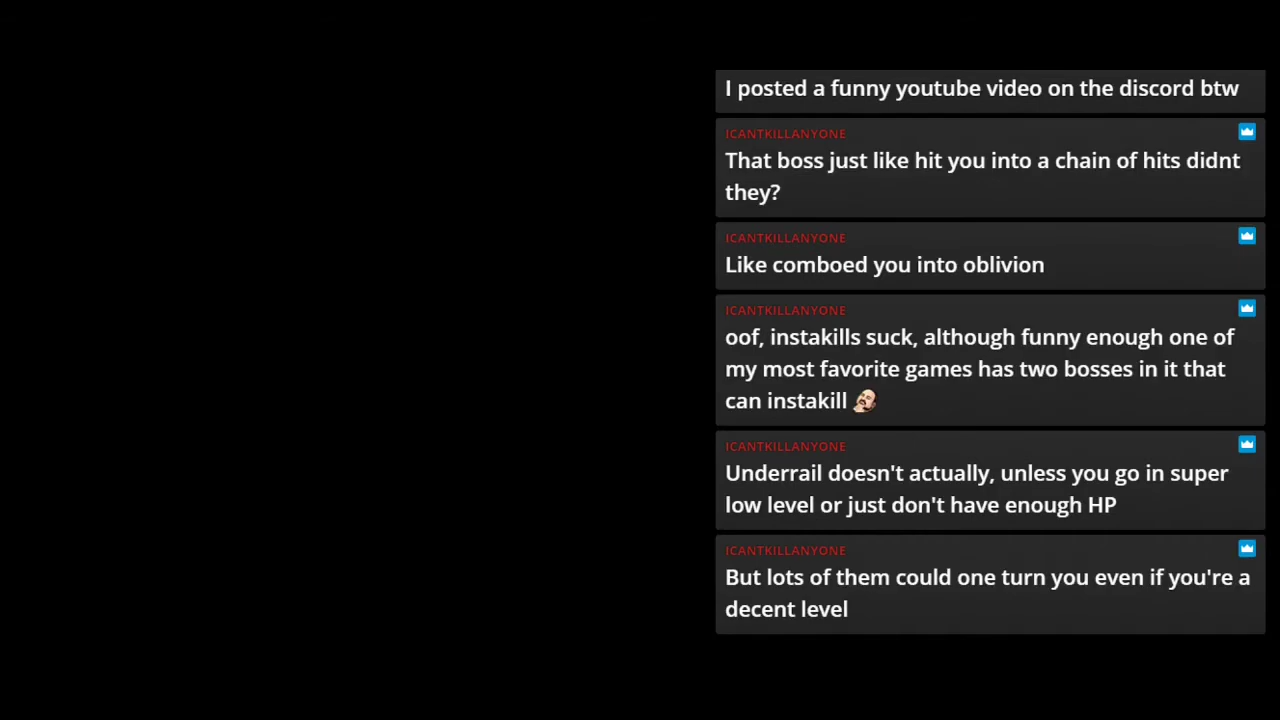 I posted a funny youtube video on the discord btw
ICANTKILLANYONE
That boss just like hit you into a chain of hits didnt
they?
ICANTKILLANYONE
Like comboed you into oblivion
ICANTKILLANYONE
oof, instakills suck, although funny enough one of
my most favorite games has two bosses in it that
can instakill
ICANTKILLANYONE
Underrail doesn't actually, unless you go in super
low level or just don't have enough HP
ICANTKILLANYONE
But lots of them could one turn you even if you're a
decent level